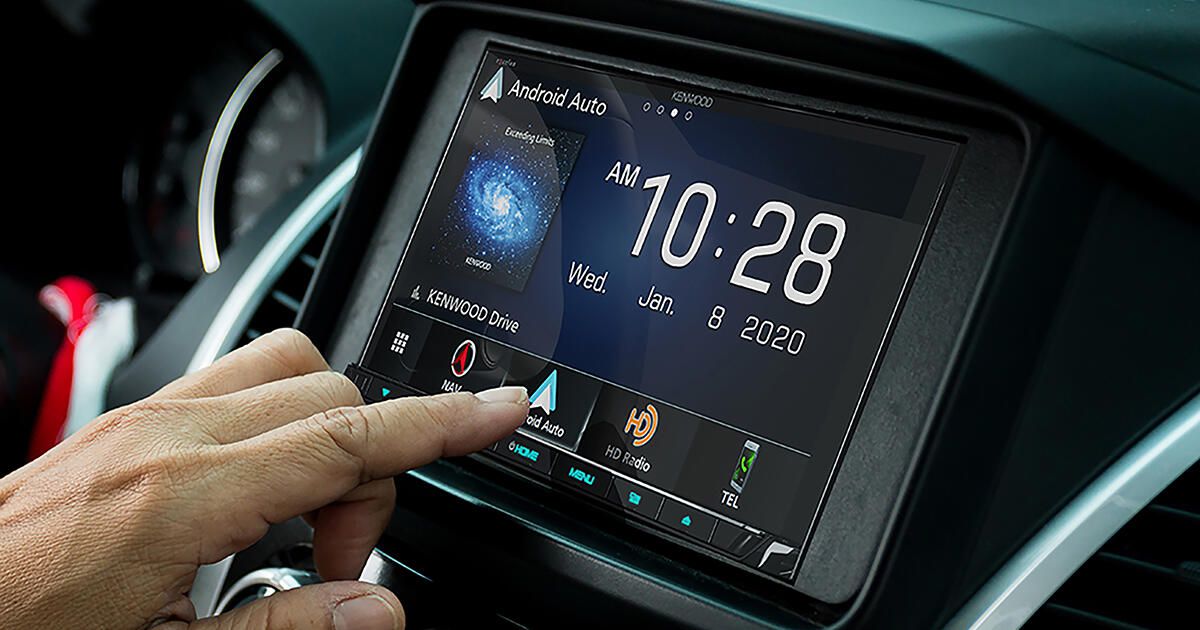 KENWOOD
Android Auto
Exceeding Limits
KENWOOD
AM 10:28
Wed. Jan. 8 2020
KENWOOD Drive
NAV
oid Auto
HD Radio
TEL
HOME
MENU